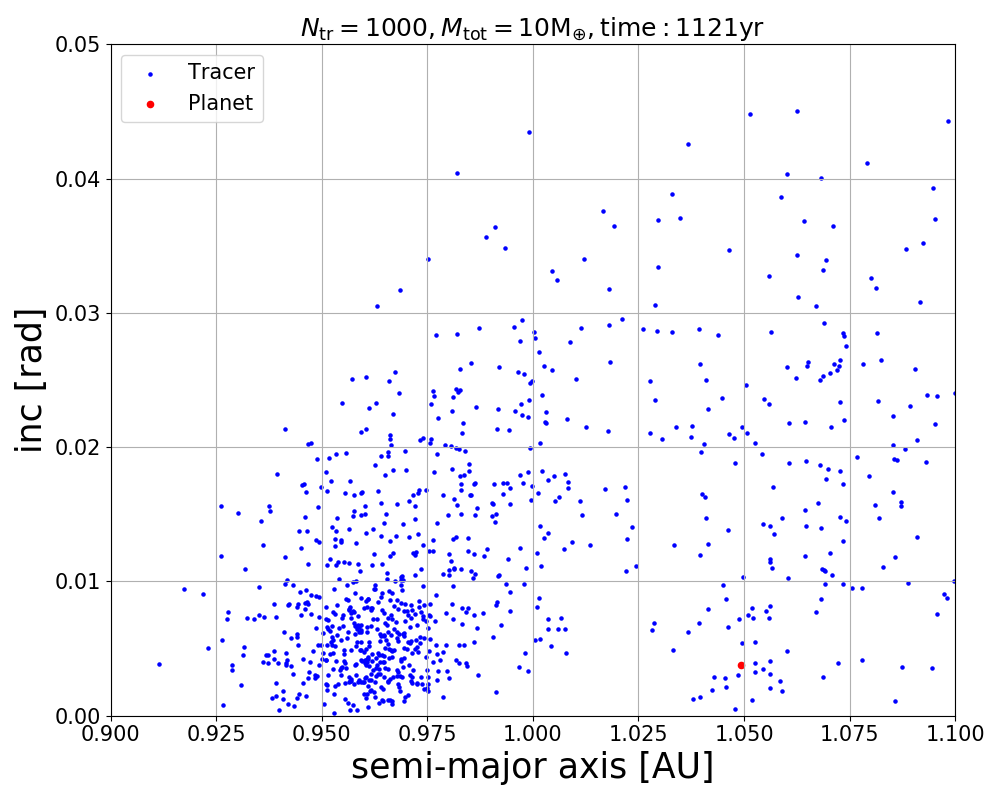 N_tr = 1000, M_tot = 10M_⊕, time : 1121yr
Tracer
Planet
inc [rad]
0.05
0.04
0.03
0.02
0.01
0.00
0.900 0.925 0.950 0.975 1.000 1.025 1.050 1.075 1.100
semi-major axis [AU]